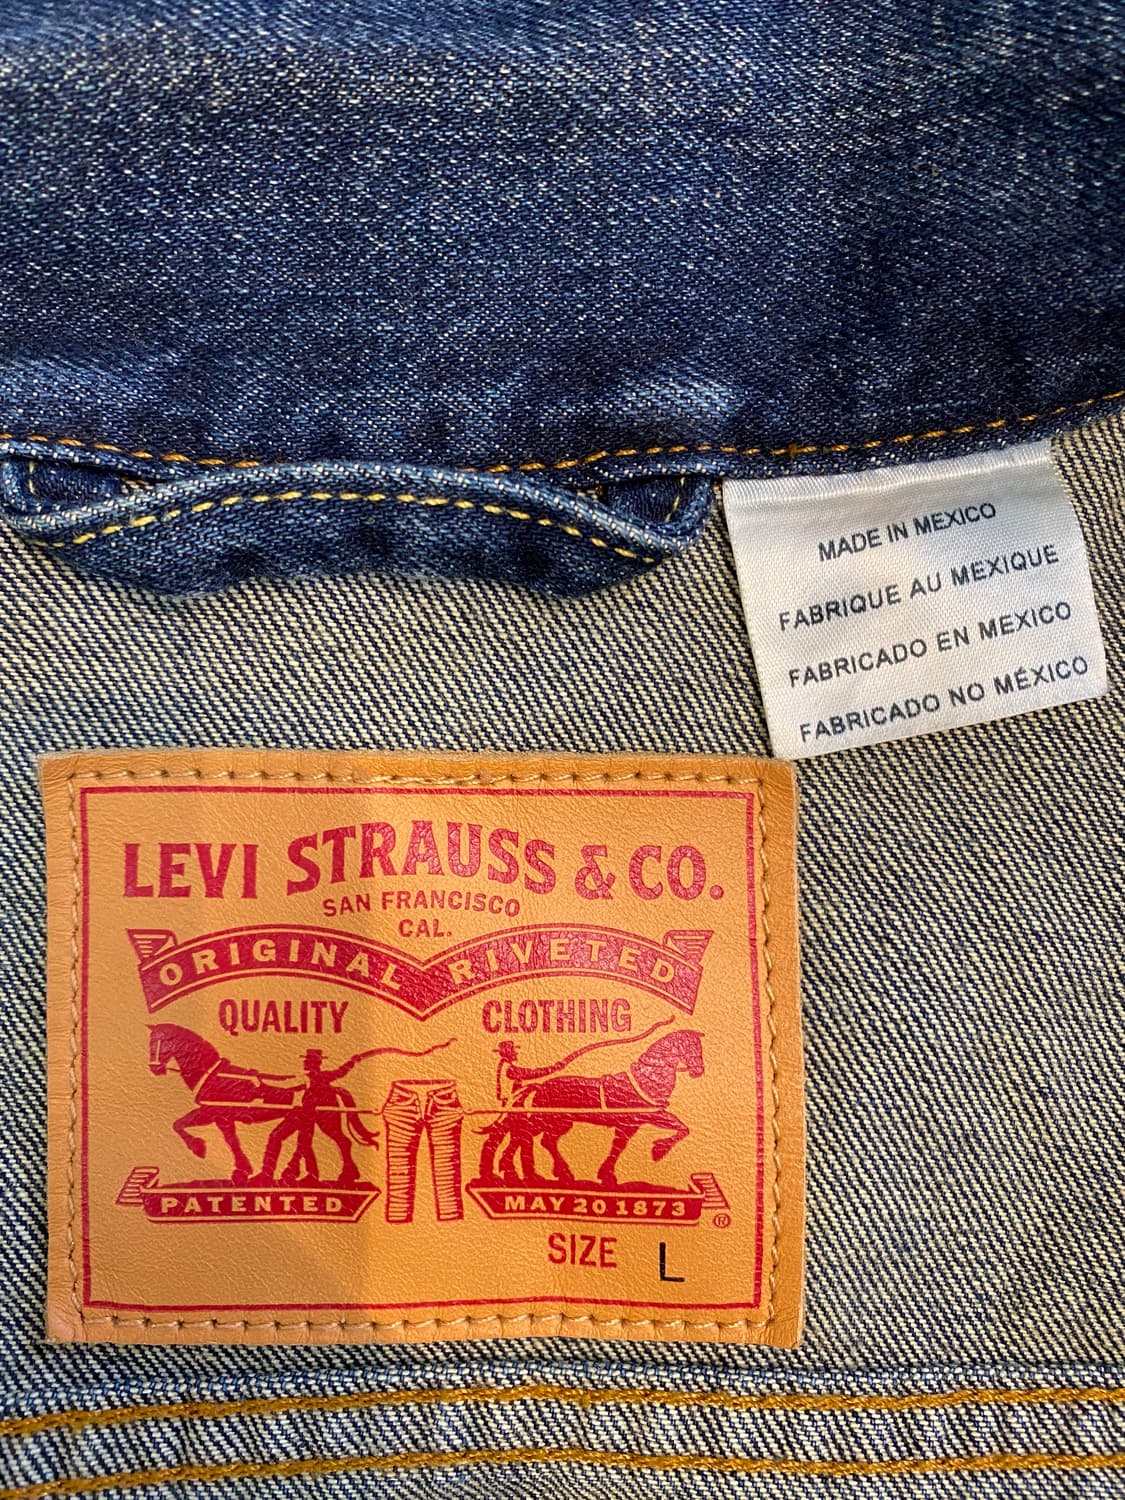 MADE IN MEXICO
FABRIQUE AU MEXIQUE
FABRICADO EN MEXICO
FABRICADO NO MÉXICO
LEVI STRAUSS & CO.
SAN FRANCISCO
CAL.
ORIGINAL RIVETED
QUALITY CLOTHING
PATENTED MAY 20 1873 ®
SIZE L